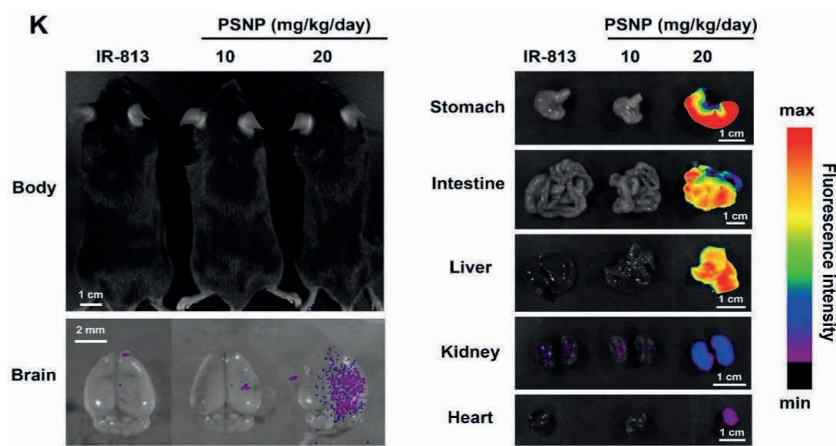 K
PSNP (mg/kg/day)
IR-813 10 20
Body
1 cm
2 mm
Brain
PSNP (mg/kg/day)
IR-813 10 20
Stomach
1 cm
Intestine
1 cm
Liver
1 cm
Kidney
1 cm
Heart
1 cm
max
Fluorescence intensity
min